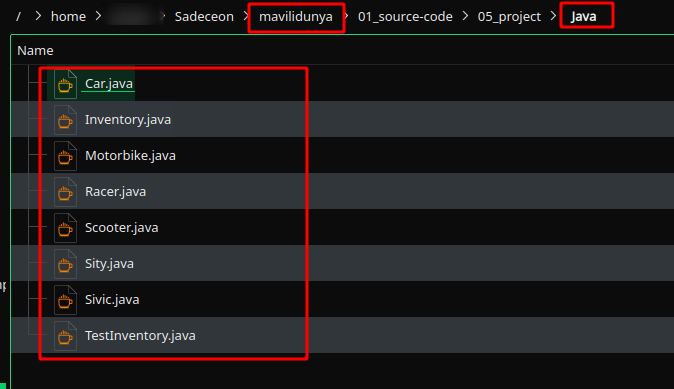 / > home > > Sadeceon > mavilidunya > 01_source-code > 05_project > Java
Name
Car.java
Inventory.java
Motorbike.java
Racer.java
Scooter.java
Sity.java
Sivic.java
TestInventory.java